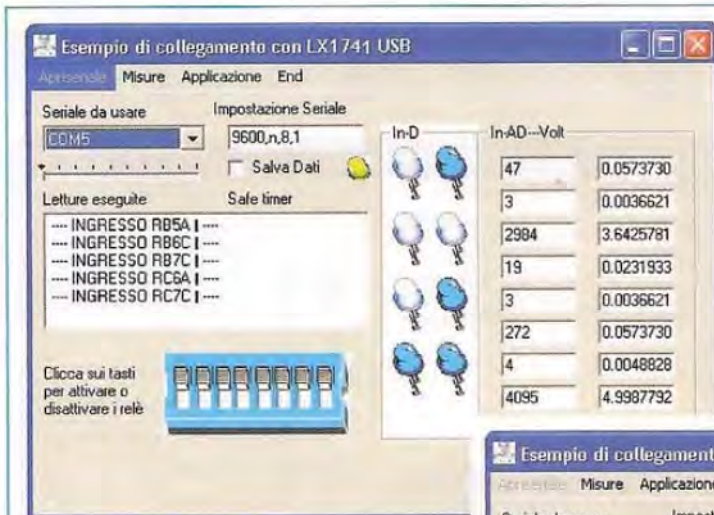 Esempio di collegamento con LX1741 USB
Apriseriale Misure Applicazione End
Seriale da usare
Impostazione Seriale
COM5
9600,n,8,1
Salva Dati
Letture eseguite
Safe timer
---- INGRESSO RB5A | ----
---- INGRESSO RB6C | ----
---- INGRESSO RB7C | ----
---- INGRESSO RC6A | ----
---- INGRESSO RC7C | ----
Clicca sui tasti
per attivare o
disattivare i relè
In-D
In-AD---Volt
47 0.0573730
3 0.0036621
2984 3.6425781
19 0.0231933
3 0.0036621
272 0.0573730
4 0.0048828
4095 4.9987792
Esempio di collegament
Apriseriale Misure Applicazione